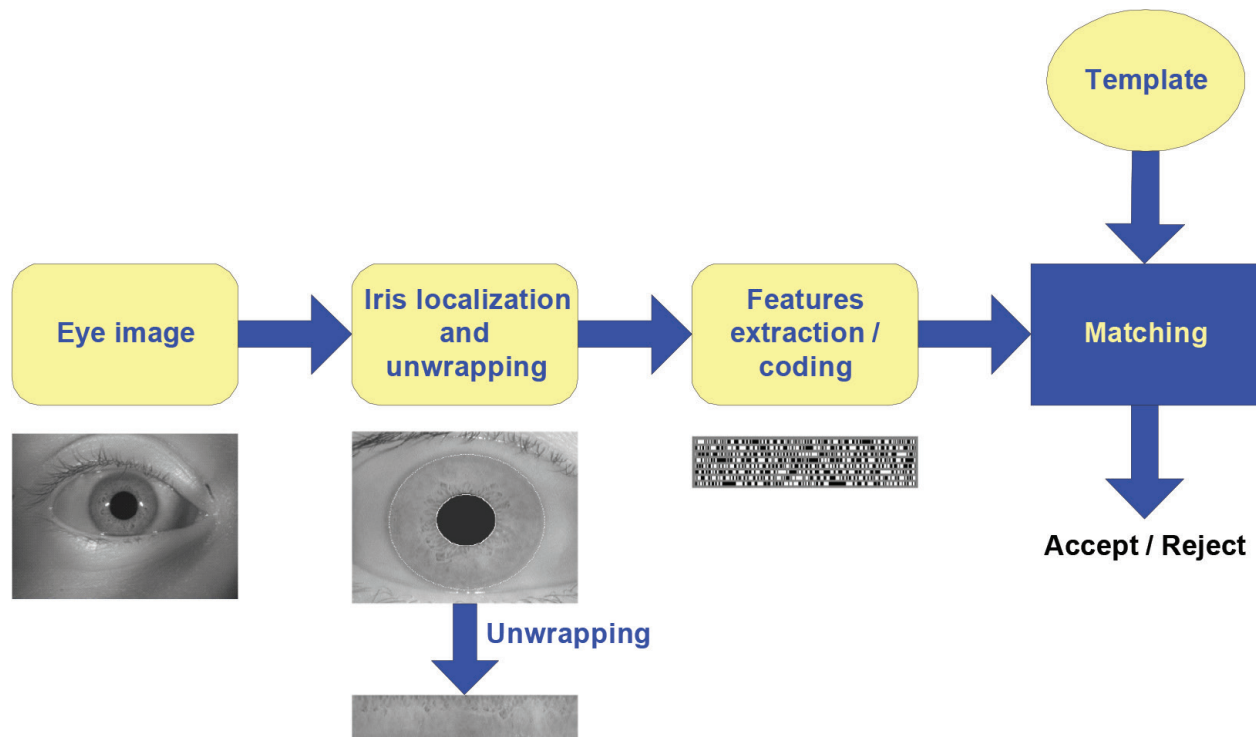 Template
Eye image
Iris localization
and
unwrapping
Features
extraction /
coding
Matching
Accept / Reject
Unwrapping